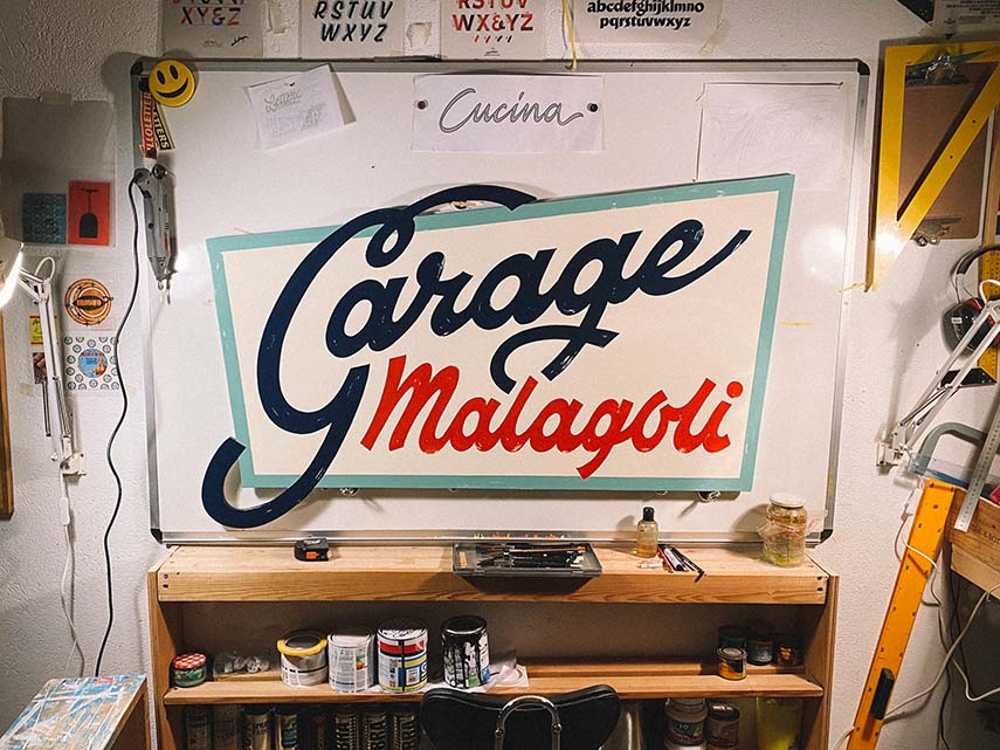 XY&Z
RSTUV
WXYZ
RSTUV
WX&YZ
abcdefghijklmno
pqrstuvwxyz
Cucina
Garage
Malagoli